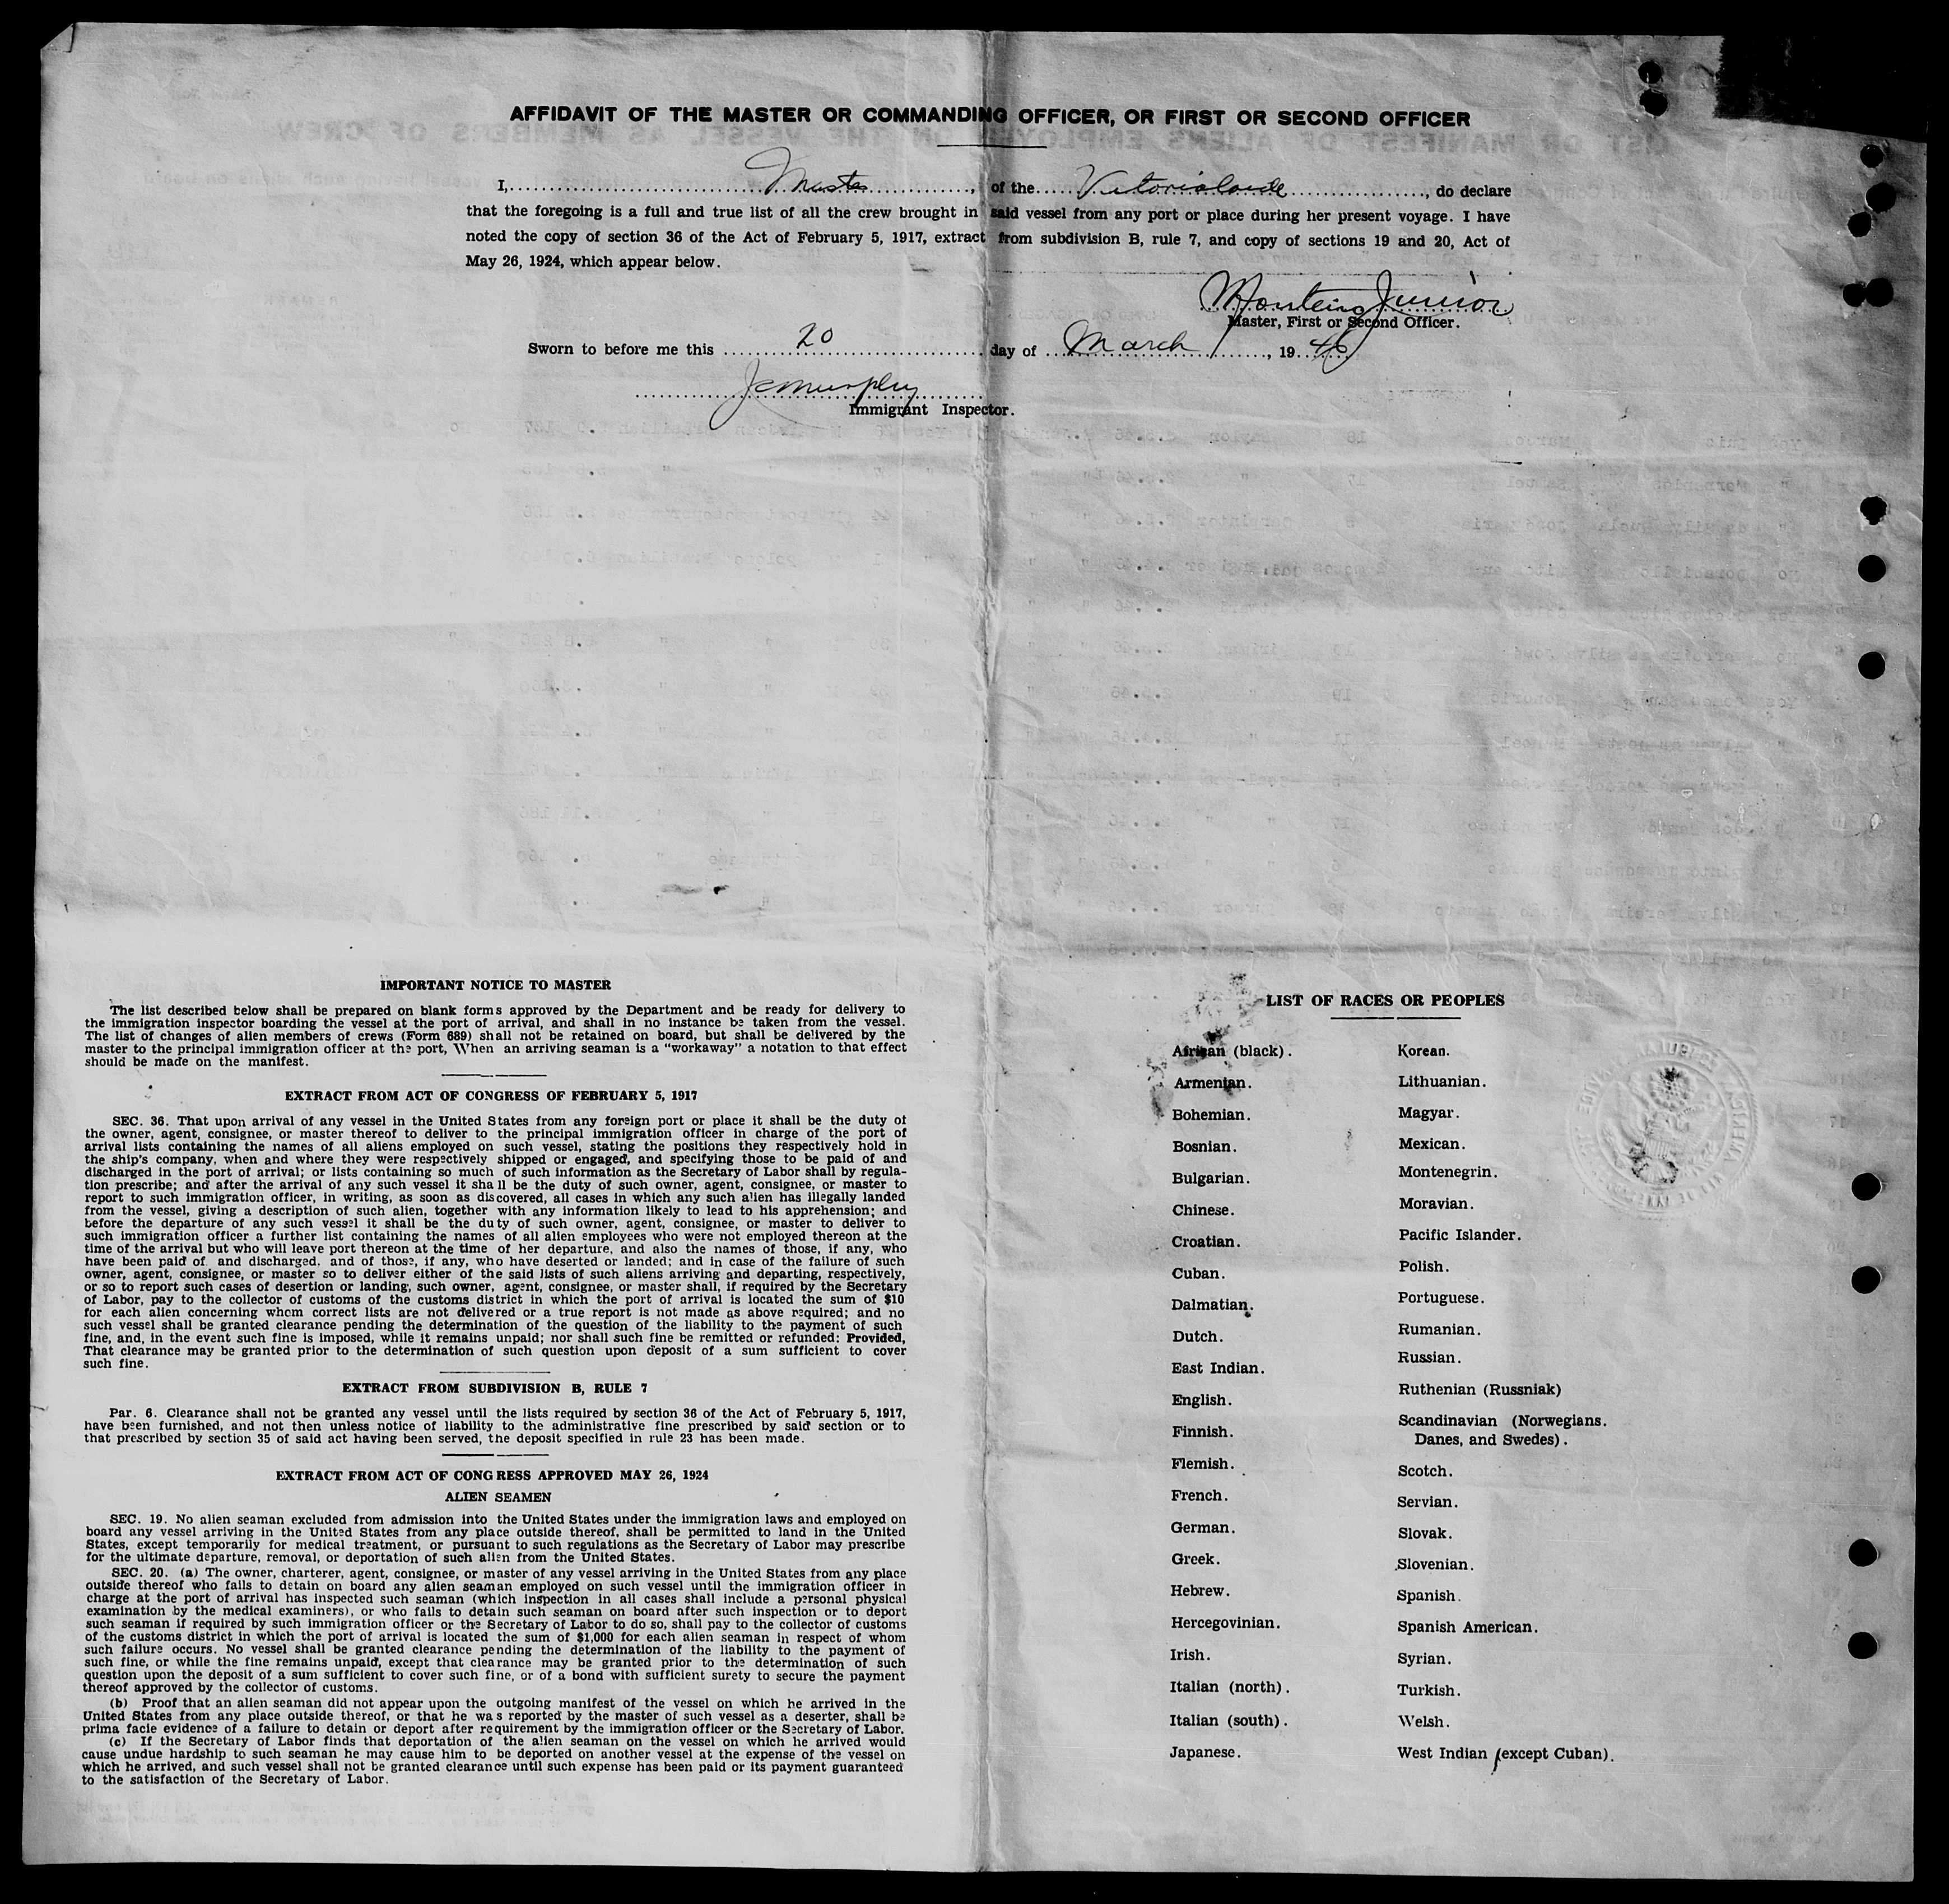 AFFIDAVIT OF THE MASTER OR COMMANDING OFFICER, OR FIRST OR SECOND OFFICER
I, Master, of the Vitorialoide, do declare
that the foregoing is a full and true list of all the crew brought in said vessel from any port or place during her present voyage. I have
noted the copy of section 36 of the Act of February 5, 1917, extract from subdivision B, rule 7, and copy of sections 19 and 20, Act of
May 26, 1924, which appear below.
Monteiro Junior
Master, First or Second Officer.
Sworn to before me this 20 day of March, 1946
JCMurphy
Immigrant Inspector.
IMPORTANT NOTICE TO MASTER
The list described below shall be prepared on blank forms approved by the Department and be ready for delivery to
the immigration inspector boarding the vessel at the port of arrival, and shall in no instance be taken from the vessel.
The list of changes of alien members of crews (Form 689) shall not be retained on board, but shall be delivered by the
master to the principal immigration officer at the port, When an arriving seaman is a "workaway" a notation to that effect
should be made on the manifest.
EXTRACT FROM ACT OF CONGRESS OF FEBRUARY 5, 1917
SEC. 36. That upon arrival of any vessel in the United States from any foreign port or place it shall be the duty of
the owner, agent, consignee, or master thereof to deliver to the principal immigration officer in charge of the port of
arrival lists containing the names of all aliens employed on such vessel, stating the positions they respectively hold in
the ship's company, when and where they were respectively shipped or engaged, and specifying those to be paid of and
discharged in the port of arrival; or lists containing so much of such information as the Secretary of Labor shall by regula-
tion prescribe; and after the arrival of any such vessel it shall be the duty of such owner, agent, consignee, or master to
report to such immigration officer, in writing, as soon as discovered, all cases in which any such alien has illegally landed
from the vessel, giving a description of such alien, together with any information likely to lead to his apprehension; and
before the departure of any such vessel it shall be the duty of such owner, agent, consignee, or master to deliver to
such immigration officer a further list containing the names of all alien employees who were not employed thereon at the
time of the arrival but who will leave port thereon at the time of her departure, and also the names of those, if any, who
have been paid of and discharged, and of those, if any, who have deserted or landed; and in case of the failure of such
owner, agent, consignee, or master so to deliver either of the said lists of such aliens arriving and departing, respectively,
or so to report such cases of desertion or landing, such owner, agent, consignee, or master shall, if required by the Secretary
of Labor, pay to the collector of customs of the customs district in which the port of arrival is located the sum of $10
for each alien concerning whom correct lists are not delivered or a true report is not made as above required; and no
such vessel shall be granted clearance pending the determination of the question of the liability to the payment of such
fine, and, in the event such fine is imposed, while it remains unpaid; nor shall such fine be remitted or refunded: Provided,
That clearance may be granted prior to the determination of such question upon deposit of a sum sufficient to cover
such fine.
EXTRACT FROM SUBDIVISION B, RULE 7
Par. 6. Clearance shall not be granted any vessel until the lists required by section 36 of the Act of February 5, 1917,
have been furnished, and not then unless notice of liability to the administrative fine prescribed by said section or to
that prescribed by section 35 of said act having been served, the deposit specified in rule 23 has been made.
EXTRACT FROM ACT OF CONGRESS APPROVED MAY 26, 1924
ALIEN SEAMEN
SEC. 19. No alien seaman excluded from admission into the United States under the immigration laws and employed on
board any vessel arriving in the United States from any place outside thereof, shall be permitted to land in the United
States, except temporarily for medical treatment, or pursuant to such regulations as the Secretary of Labor may prescribe
for the ultimate departure, removal, or deportation of such alien from the United States.
SEC. 20. (a) The owner, charterer, agent, consignee, or master of any vessel arriving in the United States from any place
outside thereof who fails to detain on board any alien seaman employed on such vessel until the immigration officer in
charge at the port of arrival has inspected such seaman (which inspection in all cases shall include a personal physical
examination by the medical examiners), or who fails to detain such seaman on board after such inspection or to deport
such seaman if required by such immigration officer or the Secretary of Labor to do so, shall pay to the collector of customs
of the customs district in which the port of arrival is located the sum of $1,000 for each alien seaman in respect of whom
such failure occurs. No vessel shall be granted clearance pending the determination of the liability to the payment of
such fine, or while the fine remains unpaid, except that clearance may be granted prior to the determination of such
question upon the deposit of a sum sufficient to cover such fine, or of a bond with sufficient surety to secure the payment
thereof approved by the collector of customs.
(b) Proof that an alien seaman did not appear upon the outgoing manifest of the vessel on which he arrived in the
United States from any place outside thereof, or that he was reported by the master of such vessel as a deserter, shall be
prima facie evidence of a failure to detain or deport after requirement by the immigration officer or the Secretary of Labor.
(c) If the Secretary of Labor finds that deportation of the alien seaman on the vessel on which he arrived would
cause undue hardship to such seaman he may cause him to be deported on another vessel at the expense of the vessel on
which he arrived, and such vessel shall not be granted clearance until such expense has been paid or its payment guaranteed
to the satisfaction of the Secretary of Labor.
LIST OF RACES OR PEOPLES
African (black).
Armenian.
Bohemian.
Bosnian.
Bulgarian.
Chinese.
Croatian.
Cuban.
Dalmatian.
Dutch.
East Indian.
English.
Finnish.
Flemish.
French.
German.
Greek.
Hebrew.
Hercegovinian.
Irish.
Italian (north).
Italian (south).
Japanese.
Korean.
Lithuanian.
Magyar.
Mexican.
Montenegrin.
Moravian.
Pacific Islander.
Polish.
Portuguese.
Rumanian.
Russian.
Ruthenian (Russniak)
Scandinavian (Norwegians.
Danes, and Swedes).
Scotch.
Servian.
Slovak.
Slovenian.
Spanish.
Spanish American.
Syrian.
Turkish.
Welsh.
West Indian (except Cuban).